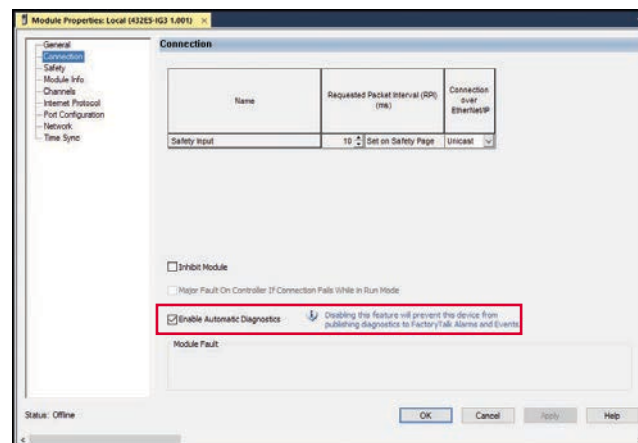 Module Properties: Local (432ES-IG3 1.001) ×
General
Connection
Safety
Module Info
Channels
Internet Protocol
Port Configuration
Network
Time Sync
Connection
Name
Requested Packet Interval (RPI)
(ms)
Connection
over
EtherNet/IP
Safety Input
10
Set on Safety Page
Unicast
Inhibit Module
Major Fault On Controller If Connection Fails While in Run Mode
Enable Automatic Diagnostics
Disabling this feature will prevent this device from
publishing diagnostics to FactoryTalk Alarms and Events.
Module Fault
Status: Offline
OK
Cancel
Apply
Help